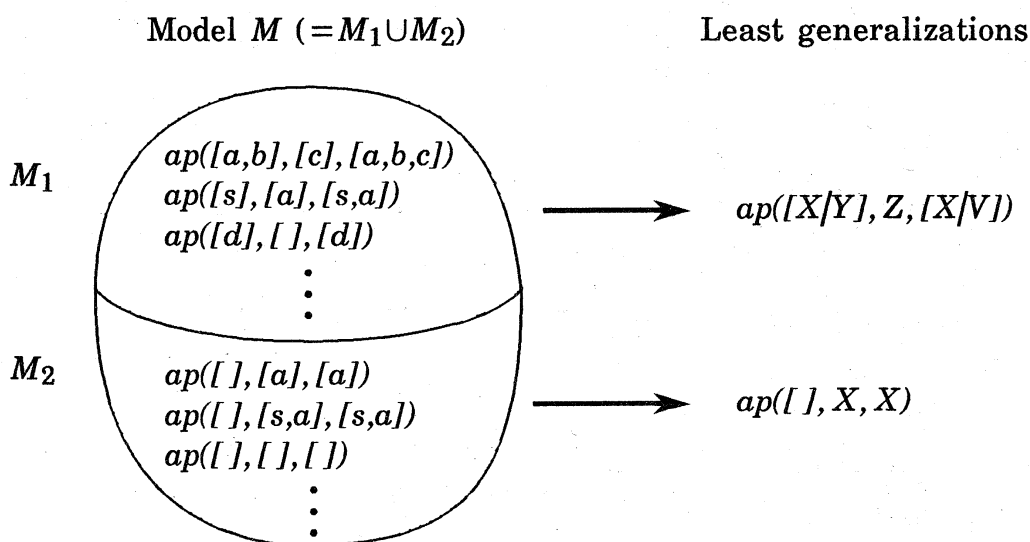 Model M (=M₁∪M₂)
Least generalizations
M₁
ap([a,b],[c],[a,b,c])
ap([s],[a],[s,a])
ap([d],[ ],[d])
ap([X/Y],Z,[X/V])
M₂
ap([ ],[a],[a])
ap([ ],[s,a],[s,a])
ap([ ],[ ],[ ])
ap([ ],X,X)